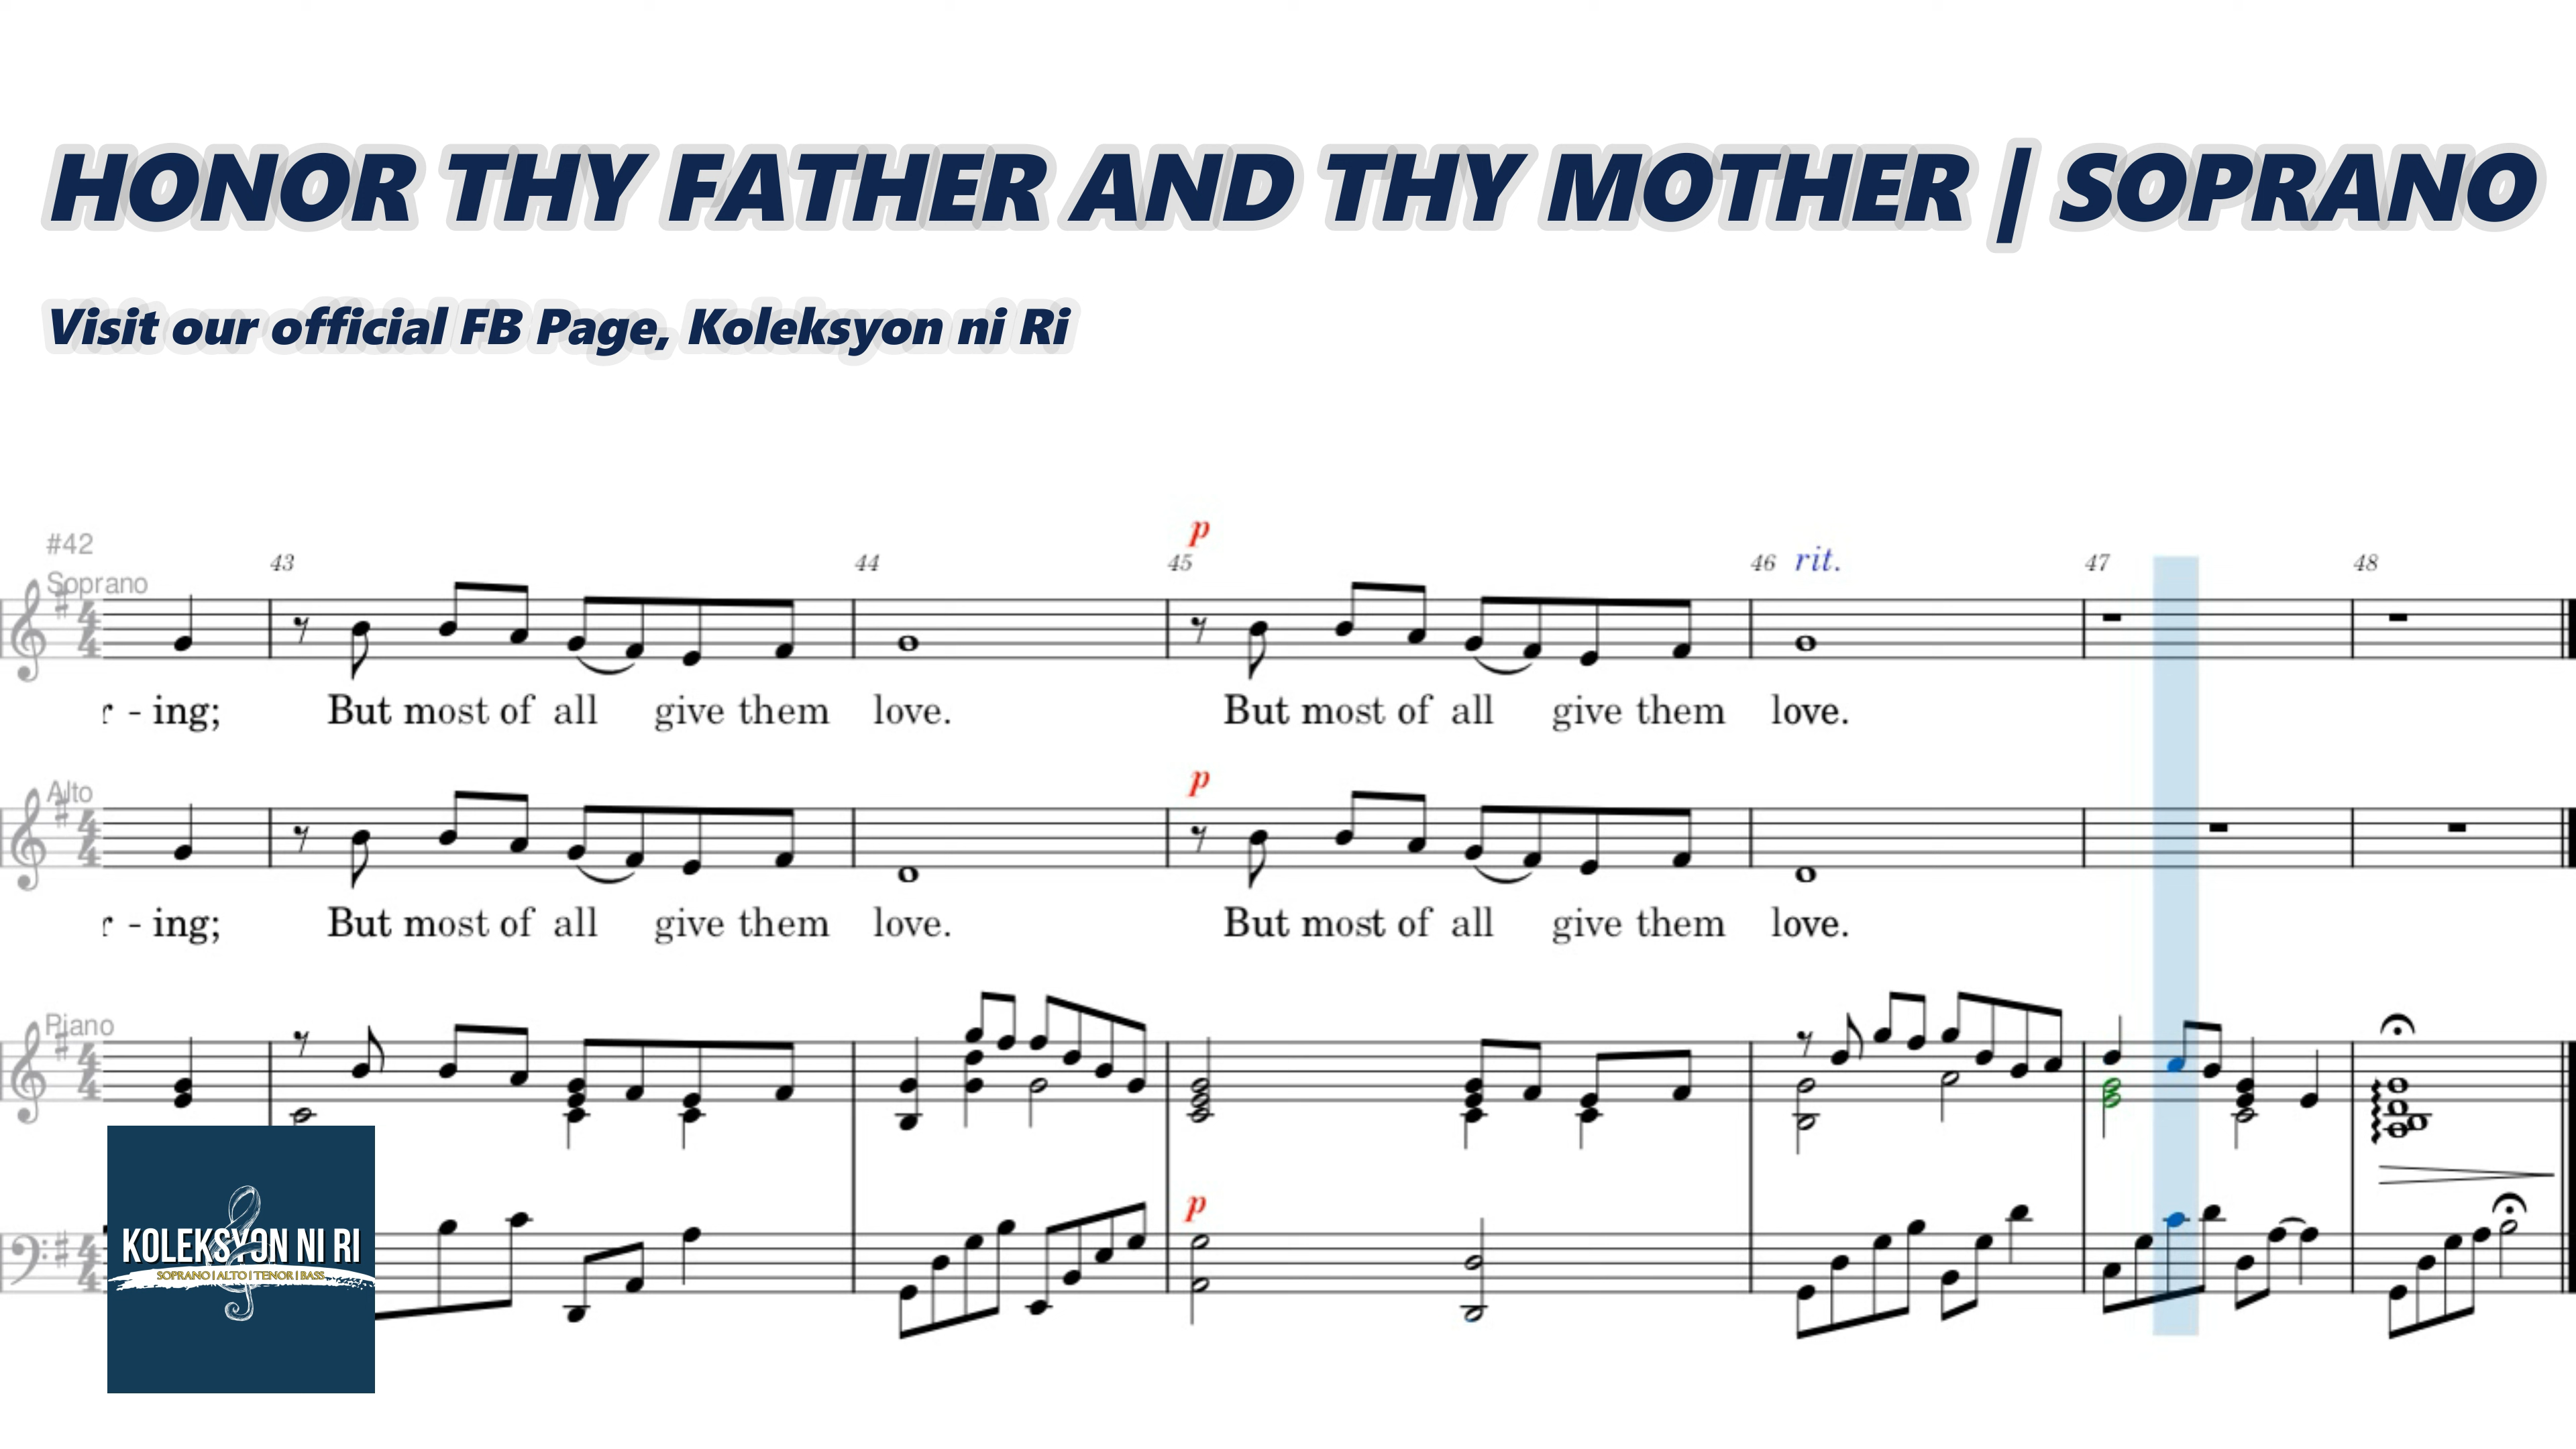 HONOR THY FATHER AND THY MOTHER | SOPRANO
Visit our official FB Page, Koleksyon ni Ri
p
#42 43 44 45 46 rit. 47 48
Soprano
r - ing; But most of all give them love. But most of all give them love.
Alto p
r - ing; But most of all give them love. But most of all give them love.
Piano
p
KOLEKSYON NI RI
SOPRANO | ALTO | TENOR | BASS